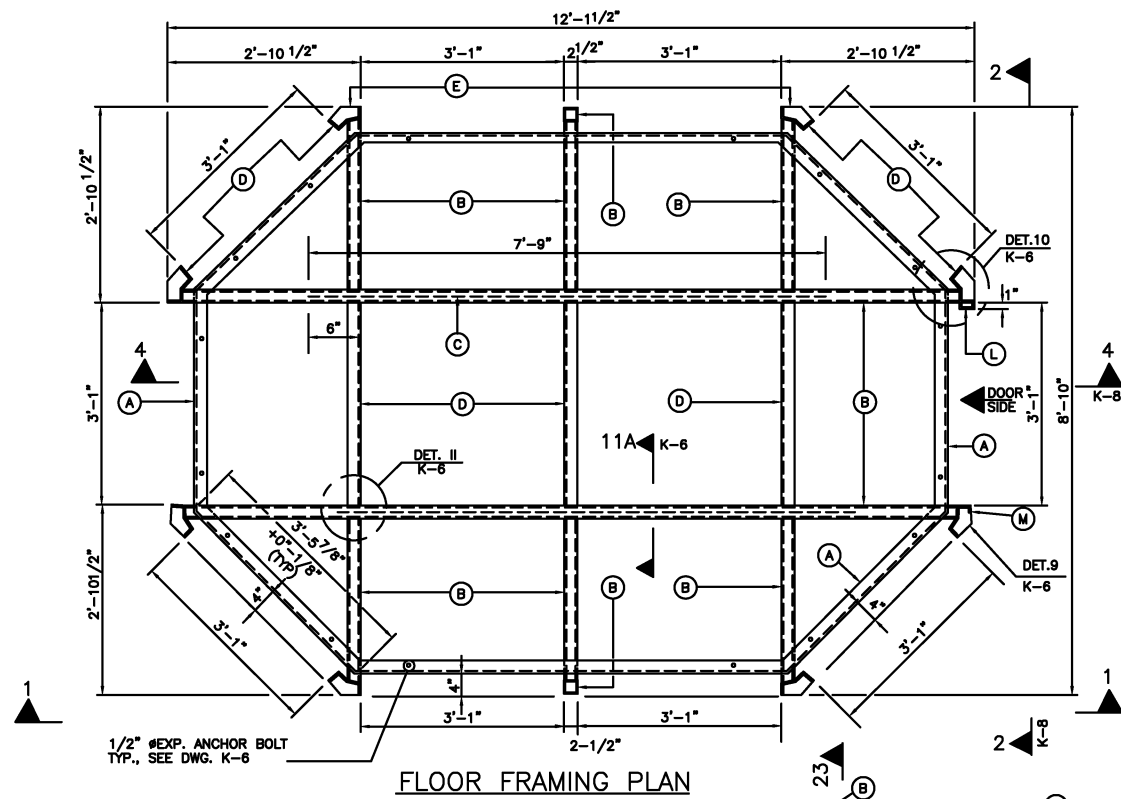 12'-11/2"
2'-10 1/2"
3'-1"
2 1/2"
3'-1"
2'-10 1/2"
2
E
3'-1"
D
2'-10 1/2"
B
B
B
D
3'-1"
7'-9"
DET.10
K-6
1"
6"
C
L
4
A
3'-1"
D
D
B
DOOR
SIDE
3'-1"
8'-10"
4
K-8
A
11A
K-6
DET. II
K-6
M
3'-5 7/8"
+0"-1/8"
(TYP)
4"
3'-1"
2'-101/2"
B
B
B
A
4"
DET.9
K-6
3'-1"
4"
1
1
3'-1"
3'-1"
2-1/2"
1/2" ØEXP. ANCHOR BOLT
TYP., SEE DWG. K-6
2
K-8
23
B
FLOOR FRAMING PLAN